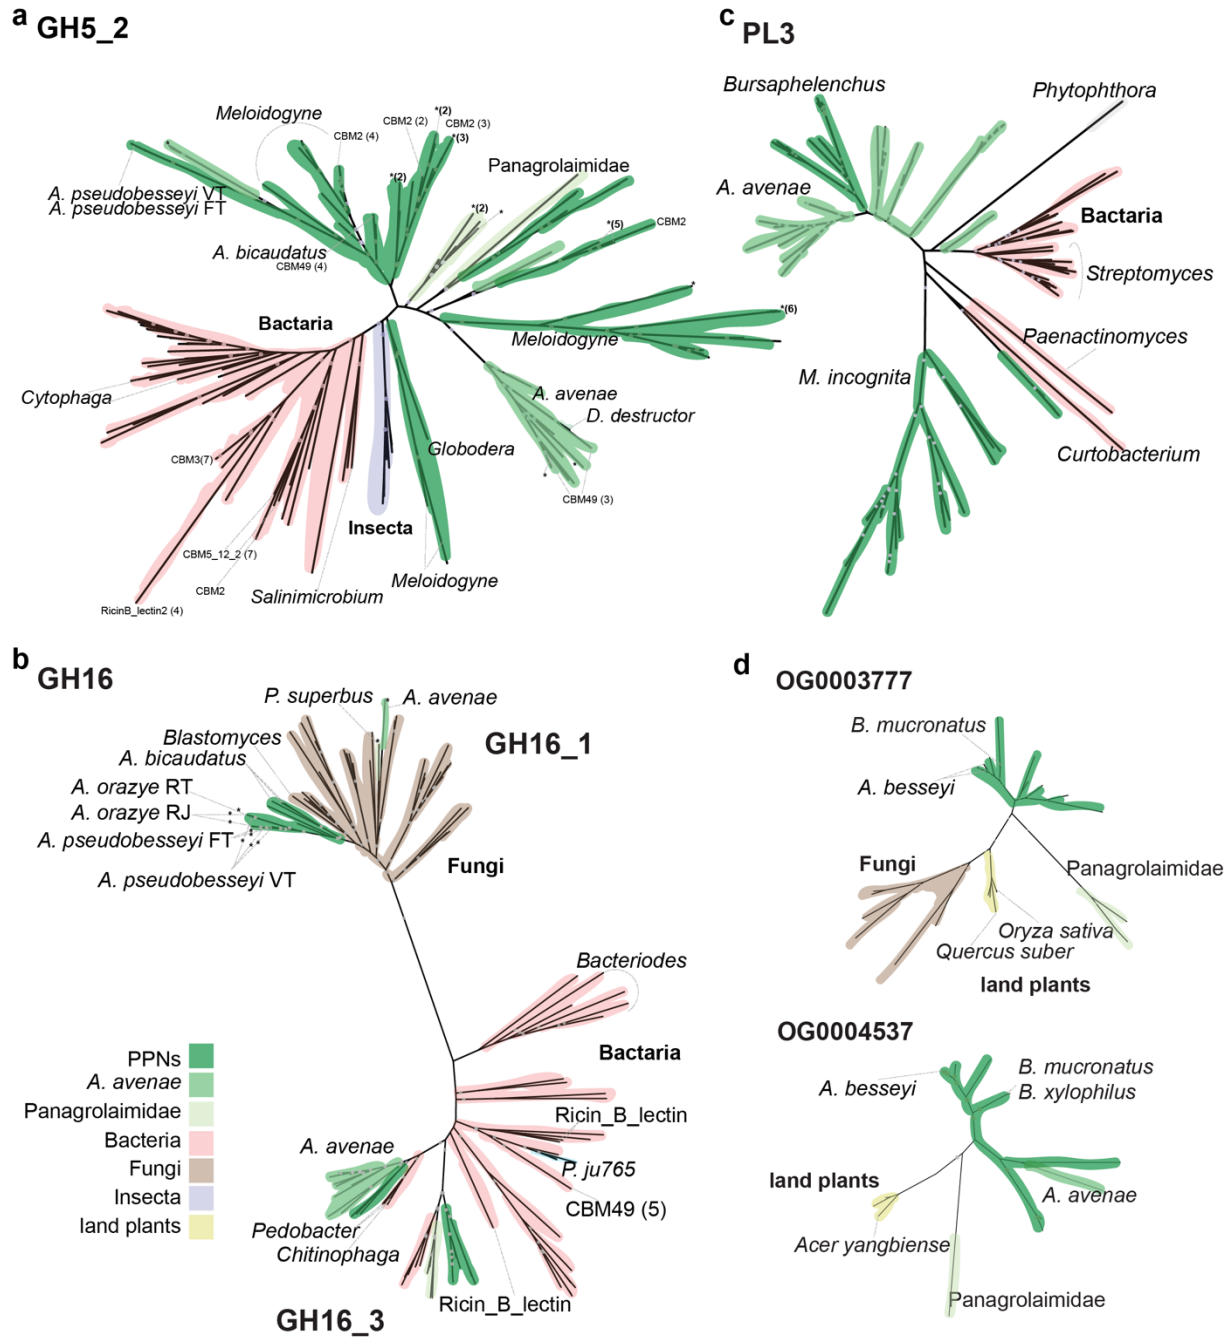 a GH5_2
Meloidogyne
*(2)
CBM2 (2)
CBM2 (3)
*(3)
CBM2 (4)
*(2)
Panagrolaimidae
A. pseudobesseyi VT
A. pseudobesseyi FT
*(2)
*
*(5)
CBM2
A. bicaudatus
CBM49 (4)
*
*(6)
Bactaria
Meloidogyne
Cytophaga
A. avenae
D. destructor
Globodera
CBM3(7)
*
*
CBM49 (3)
Insecta
CBM5_12_2 (7)
CBM2
Salinimicrobium
Meloidogyne
RicinB_lectin2 (4)
c PL3
Bursaphelenchus
Phytophthora
A. avenae
Bactaria
Streptomyces
Paenactinomyces
M. incognita
Curtobacterium
b GH16
P. superbus
* A. avenae
Blastomyces
GH16_1
A. bicaudatus
A. orazye RT
A. orazye RJ
A. pseudobesseyi FT
A. pseudobesseyi VT
Fungi
Bacteriodes
Bactaria
PPNs
A. avenae
Panagrolaimidae
Bacteria
Fungi
Insecta
land plants
Ricin_B_lectin
A. avenae
P. ju765
CBM49 (5)
Pedobacter
Chitinophaga
Ricin_B_lectin
GH16_3
d OG0003777
B. mucronatus
A. besseyi
Fungi
Panagrolaimidae
Oryza sativa
Quercus suber
land plants
OG0004537
B. mucronatus
A. besseyi
B. xylophilus
land plants
A. avenae
Acer yangbiense
Panagrolaimidae